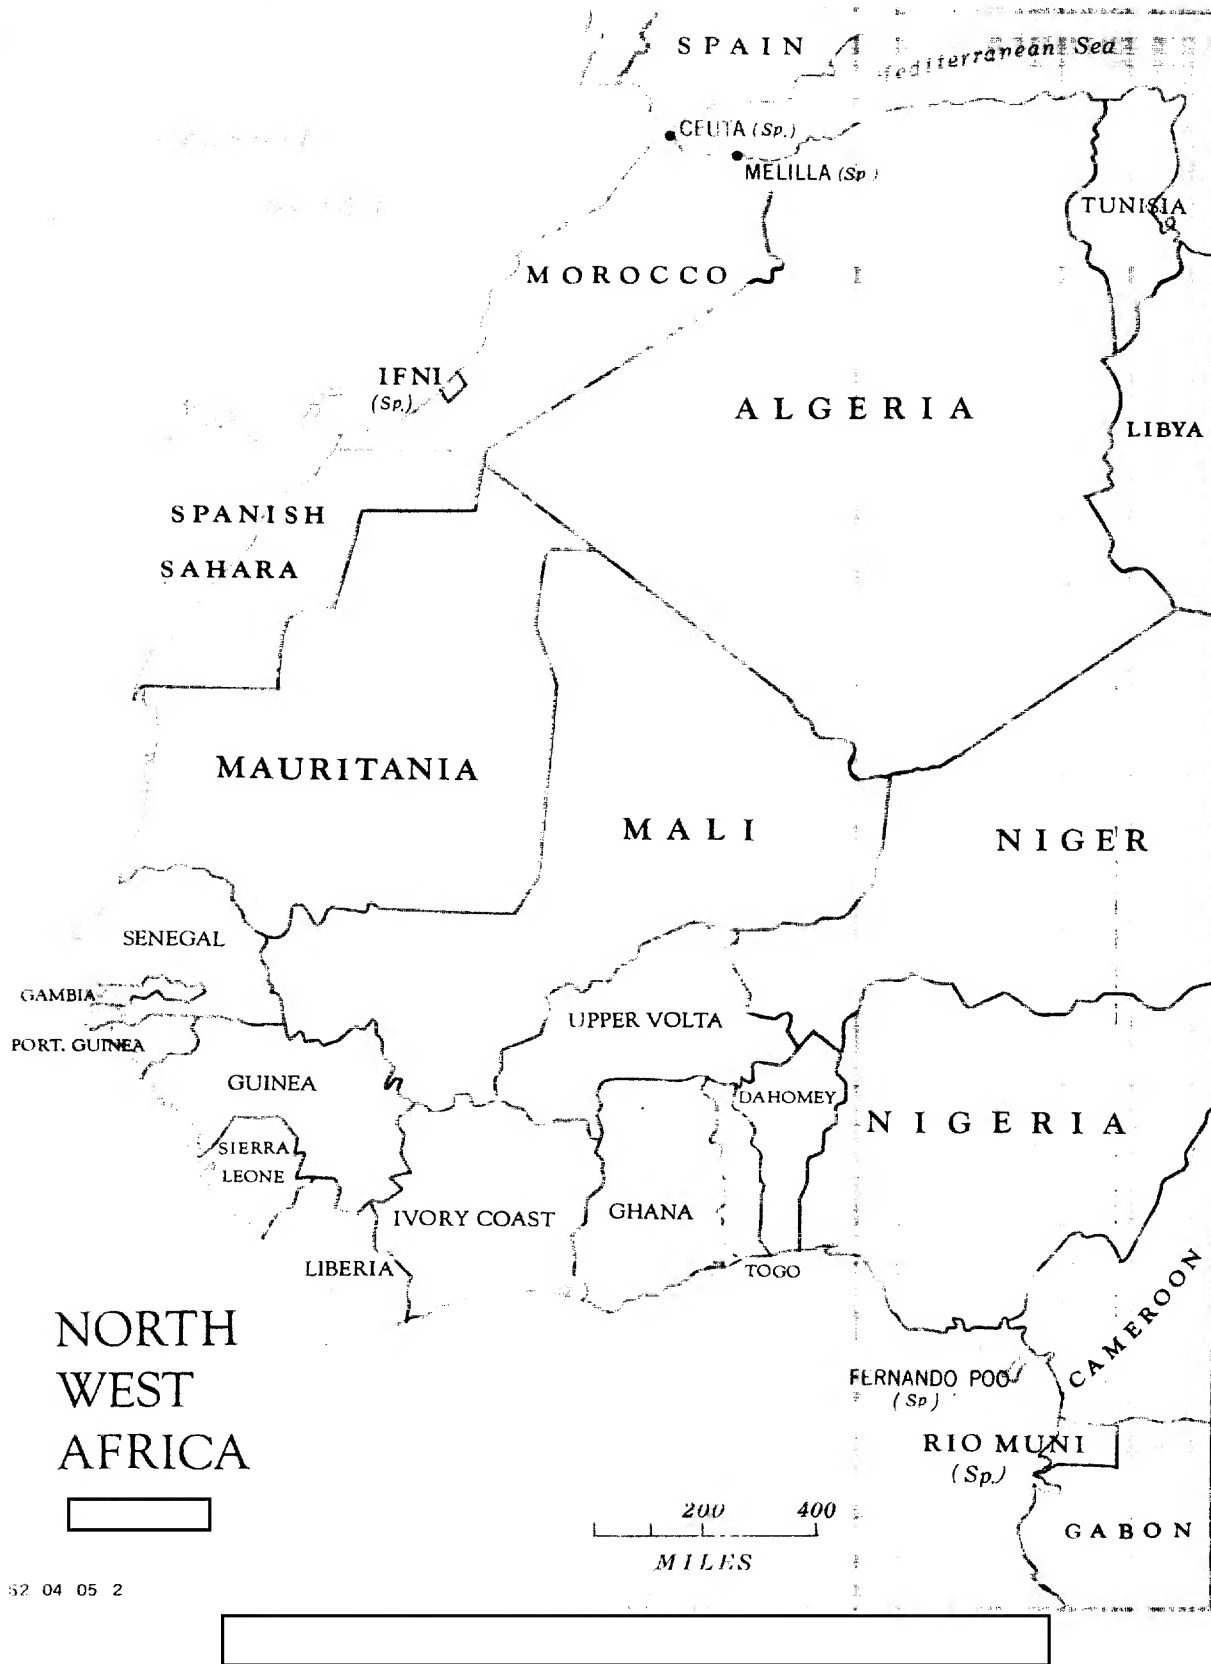 SPAIN
Mediterranean Sea
CEUTA (Sp.)
MELILLA (Sp.)
TUNISIA
MOROCCO
IFNI
(Sp.)
ALGERIA
LIBYA
SPANISH
SAHARA
MAURITANIA
MALI
NIGER
SENEGAL
GAMBIA
UPPER VOLTA
PORT. GUINEA
GUINEA
DAHOMEY
NIGERIA
SIERRA
LEONE
IVORY COAST
GHANA
LIBERIA
TOGO
CAMEROON
NORTH
WEST
AFRICA
FERNANDO POO
(Sp)
RIO MUNI
(Sp.)
GABON
200 400
MILES
52 04 05 2